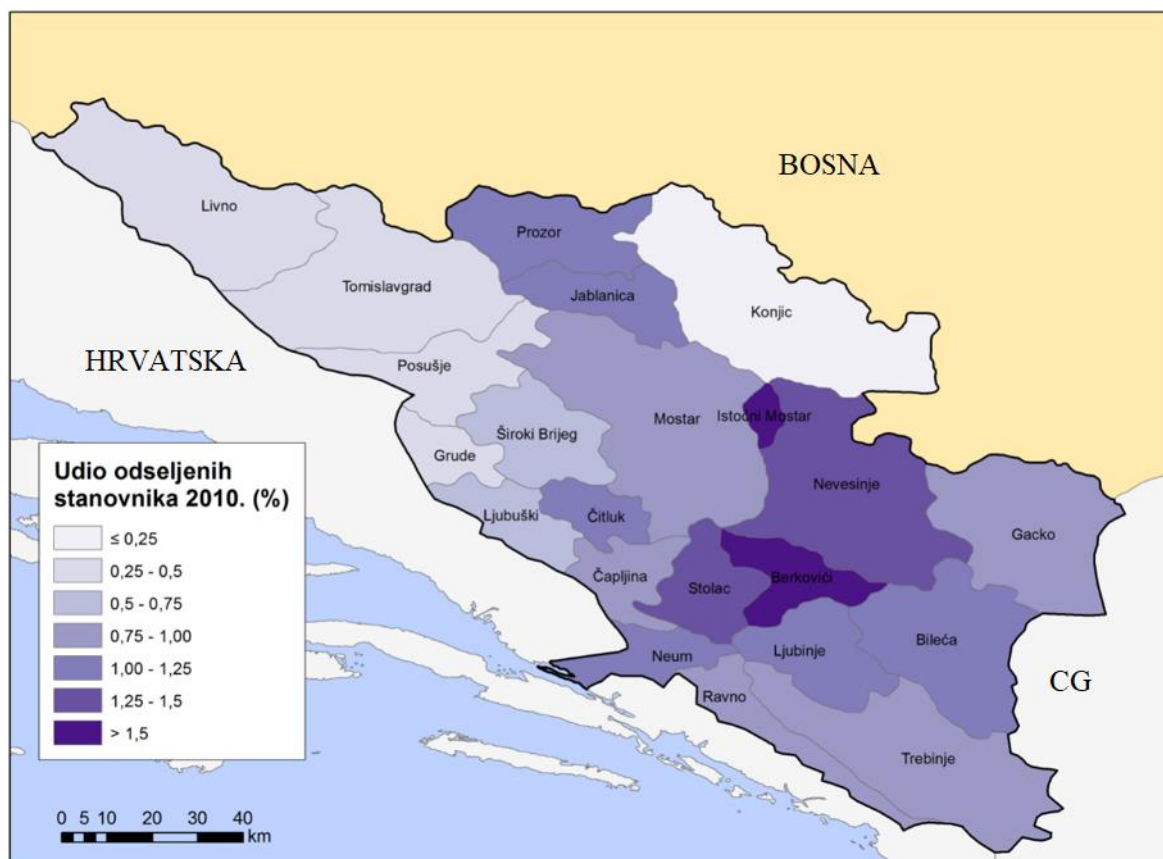 BOSNA
Livno
Prozor
Tomislavgrad
Jablanica
Konjic
HRVATSKA
Posušje
Mostar
Istočni Mostar
Široki Brijeg
Grude
Nevesinje
Ljubuški
Čitluk
Gacko
Čapljina
Stolac
Berkovići
Neum
Ljubinje
Bileća
Ravno
CG
Trebinje
Udio odseljenih
stanovnika 2010. (%)
≤ 0,25
0,25 - 0,5
0,5 - 0,75
0,75 - 1,00
1,00 - 1,25
1,25 - 1,5
> 1,5
0 5 10 20 30 40
km